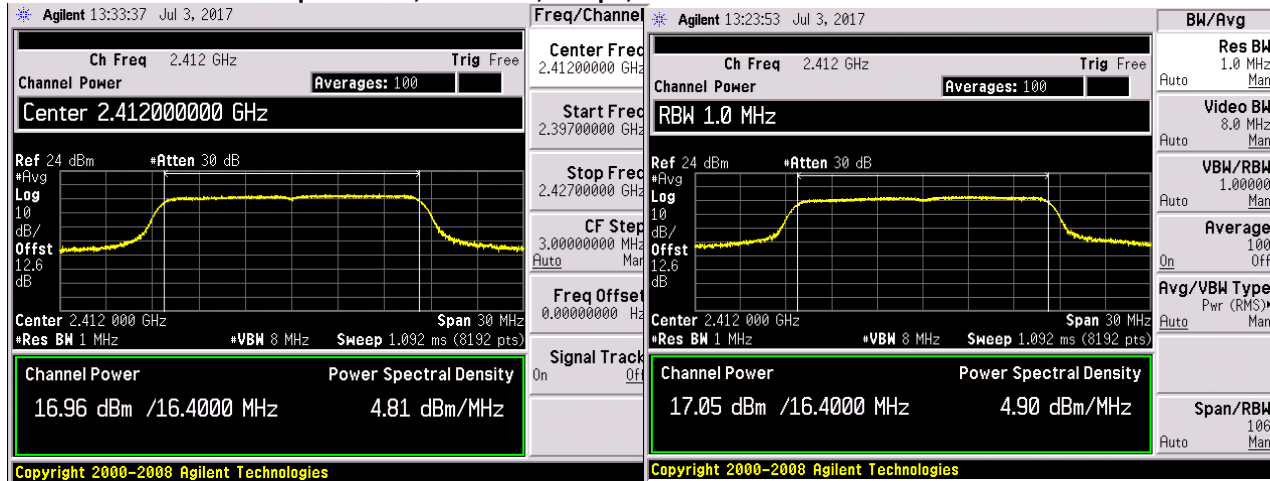 Agilent 13:33:37 Jul 3, 2017
Freq/Channel
Ch Freq 2.412 GHz Trig Free
Channel Power Averages: 100
Center 2.412000000 GHz
Ref 24 dBm #Atten 30 dB
#Avg
Log
10
dB/
Offst
12.6
dB
Center 2.412 000 GHz Span 30 MHz
#Res BW 1 MHz #VBW 8 MHz Sweep 1.092 ms (8192 pts)
Channel Power Power Spectral Density
16.96 dBm /16.4000 MHz 4.81 dBm/MHz
Copyright 2000-2008 Agilent Technologies
Center Freq
2.41200000 GHz
Start Freq
2.39700000 GHz
Stop Freq
2.42700000 GHz
CF Step
3.00000000 MHz
Auto Man
Freq Offset
0.00000000 Hz
Signal Track
On Off
Agilent 13:23:53 Jul 3, 2017
BW/Avg
Ch Freq 2.412 GHz Trig Free
Channel Power Averages: 100
RBW 1.0 MHz
Ref 24 dBm #Atten 30 dB
#Avg
Log
10
dB/
Offst
12.6
dB
Center 2.412 000 GHz Span 30 MHz
#Res BW 1 MHz #VBW 8 MHz Sweep 1.092 ms (8192 pts)
Channel Power Power Spectral Density
17.05 dBm /16.4000 MHz 4.90 dBm/MHz
Copyright 2000-2008 Agilent Technologies
Res BW
1.0 MHz
Auto Man
Video BW
8.0 MHz
Auto Man
VBW/RBW
1.00000
Auto Man
Average
100
On Off
Avg/VBW Type
Pwr (RMS)
Auto Man
Span/RBW
106
Auto Man